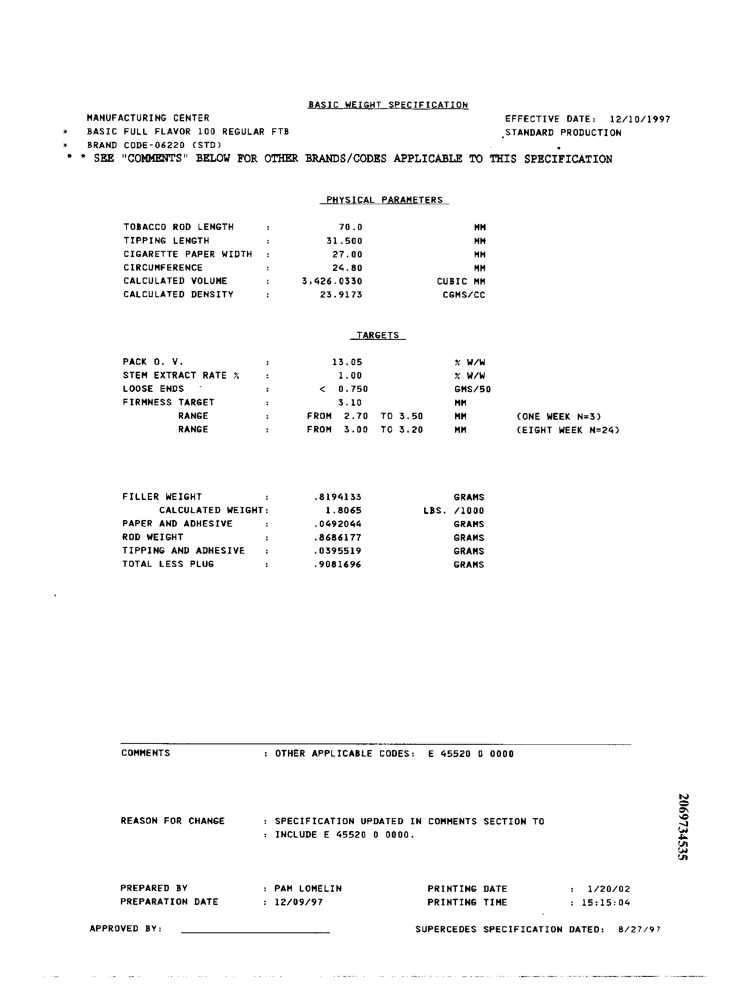 BASIC WEIGHT SPECIFICATION
MANUFACTURING CENTER EFFECTIVE DATE: 12/10/1997
* BASIC FULL FLAVOR 100 REGULAR FTB STANDARD PRODUCTION
* BRAND CODE-06220 (STD)
* * SEE "COMMENTS" BELOW FOR OTHER BRANDS/CODES APPLICABLE TO THIS SPECIFICATION
PHYSICAL PARAMETERS
TOBACCO ROD LENGTH : 70.0 MM
TIPPING LENGTH : 31.500 MM
CIGARETTE PAPER WIDTH : 27.00 MM
CIRCUMFERENCE : 24.80 MM
CALCULATED VOLUME : 3,426.0330 CUBIC MM
CALCULATED DENSITY : 23.9173 CGMS/CC
TARGETS
PACK O. V. : 13.05 % W/W
STEM EXTRACT RATE % : 1.00 % W/W
LOOSE ENDS : < 0.750 GMS/50
FIRMNESS TARGET : 3.10 MM
RANGE : FROM 2.70 TO 3.50 MM (ONE WEEK N=3)
RANGE : FROM 3.00 TO 3.20 MM (EIGHT WEEK N=24)
FILLER WEIGHT : .8194133 GRAMS
CALCULATED WEIGHT: 1.8065 LBS. /1000
PAPER AND ADHESIVE : .0492044 GRAMS
ROD WEIGHT : .8686177 GRAMS
TIPPING AND ADHESIVE : .0395519 GRAMS
TOTAL LESS PLUG : .9081696 GRAMS
COMMENTS : OTHER APPLICABLE CODES: E 45520 0 0000
REASON FOR CHANGE : SPECIFICATION UPDATED IN COMMENTS SECTION TO
: INCLUDE E 45520 0 0000.
PREPARED BY : PAM LOMELIN PRINTING DATE : 1/20/02
PREPARATION DATE : 12/09/97 PRINTING TIME : 15:15:04
APPROVED BY: SUPERCEDES SPECIFICATION DATED: 8/27/97
2069734535